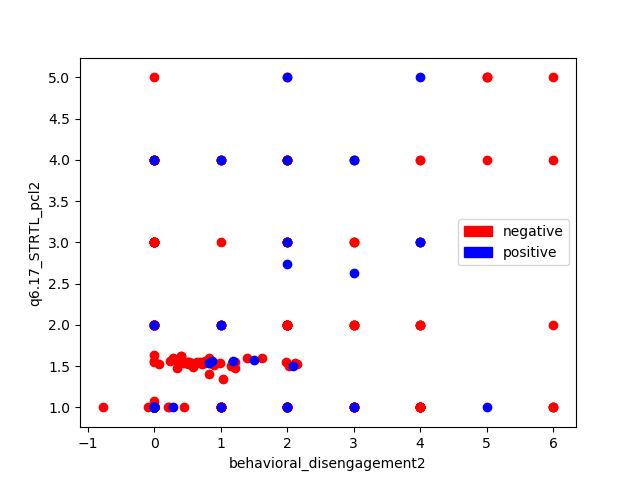 5.0
4.5
4.0
3.5
3.0
2.5
2.0
1.5
1.0
q6.17_STRTL_pcl2
negative
positive
−1 0 1 2 3 4 5 6
behavioral_disengagement2